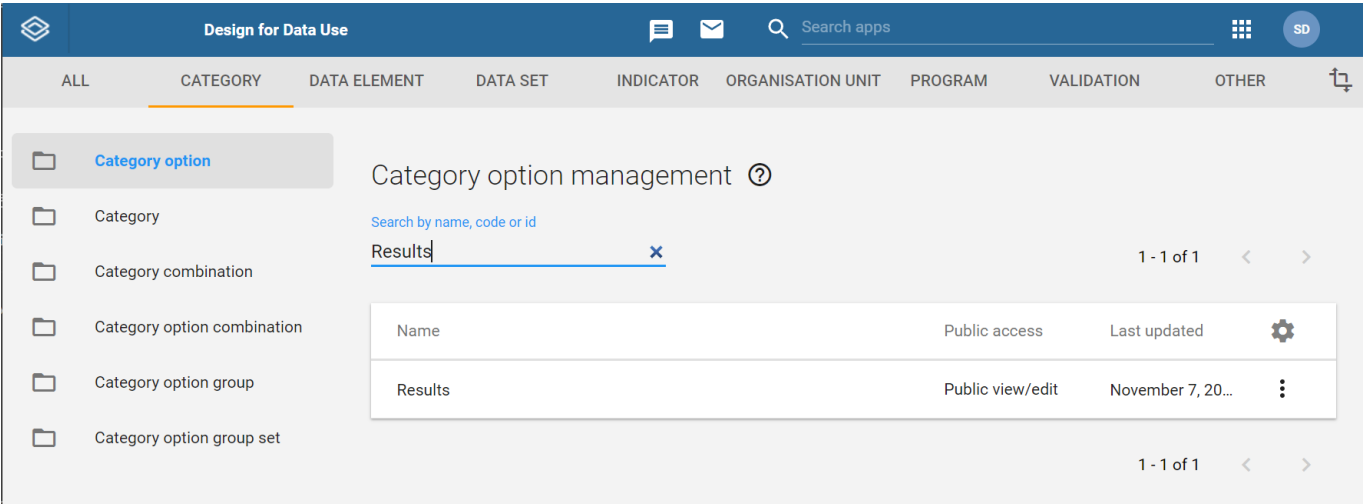 Design for Data Use
Search apps
SD
ALL CATEGORY DATA ELEMENT DATA SET INDICATOR ORGANISATION UNIT PROGRAM VALIDATION OTHER
Category option
Category
Category combination
Category option combination
Category option group
Category option group set
Category option management
Search by name, code or id
Results
1 - 1 of 1
Name Public access Last updated
Results Public view/edit November 7, 20...
1 - 1 of 1